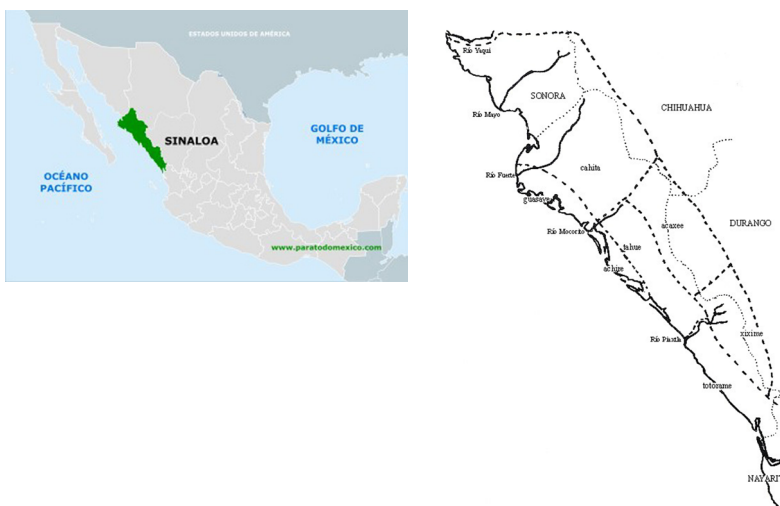 ESTADOS UNIDOS DE AMÉRICA
SINALOA
GOLFO DE
MÉXICO
OCÉANO
PACÍFICO
www.paratodomexico.com
Río Yaqui
SONORA
CHIHUAHUA
Río Mayo
cahita
Río Fuerte
guasave
acaxee
DURANGO
Río Mocorito
tahue
achire
Río Piaxtla
xixime
totorame
NAYARIT